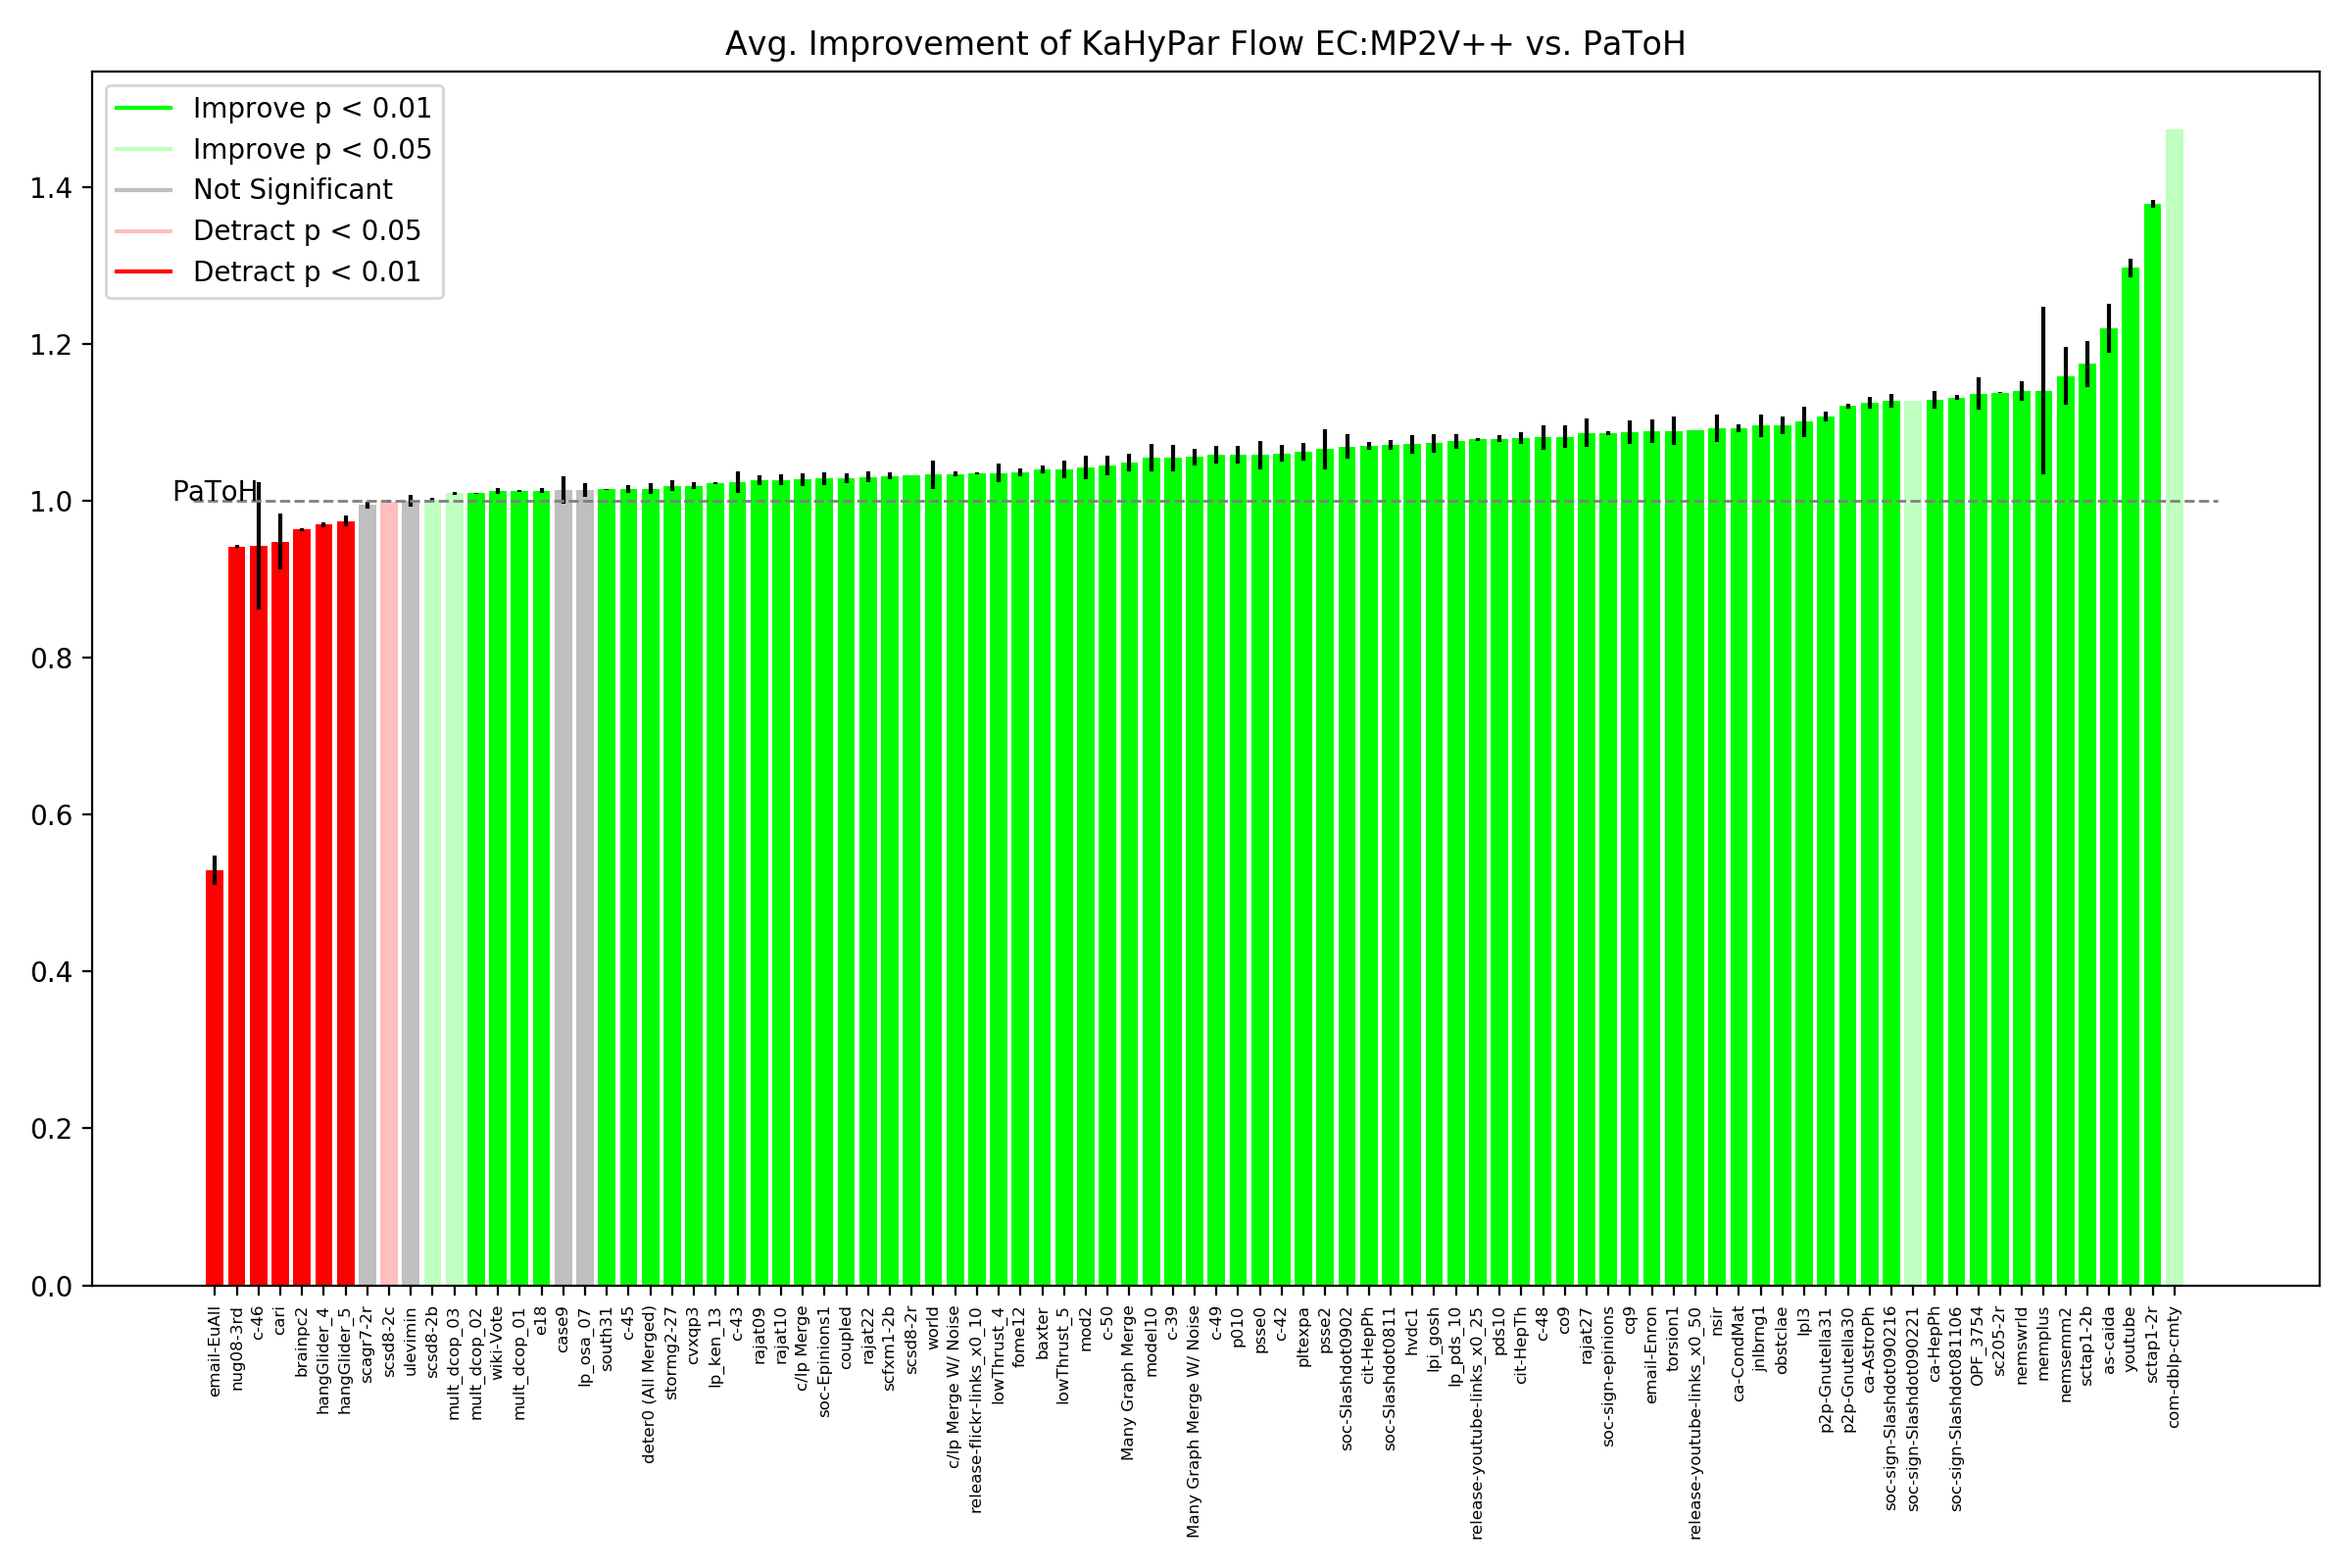 Avg. Improvement of KaHyPar Flow EC:MP2V++ vs. PaToH
Improve p < 0.01
Improve p < 0.05
Not Significant
Detract p < 0.05
Detract p < 0.01
1.4
1.2
1.0
0.8
0.6
0.4
0.2
0.0
PaToH
email-EuAll
nug08-3rd
c-46
cari
brainpc2
hangGlider_4
hangGlider_5
scagr7-2r
scsd8-2c
ulevimin
scsd8-2b
mult_dcop_03
mult_dcop_02
wiki-Vote
mult_dcop_01
e18
case9
lp_osa_07
south31
c-45
deter0 (All Merged)
stormg2-27
cvxqp3
lp_ken_13
c-43
rajat09
rajat10
c/lp Merge
soc-Epinions1
coupled
rajat22
scfxm1-2b
scsd8-2r
world
c/lp Merge W/ Noise
release-flickr-links_x0_10
lowThrust_4
fome12
baxter
lowThrust_5
mod2
c-50
Many Graph Merge
model10
c-39
Many Graph Merge W/ Noise
c-49
p010
psse0
c-42
pltexpa
psse2
soc-Slashdot0902
cit-HepPh
soc-Slashdot0811
hvdc1
lpi_gosh
lp_pds_10
release-youtube-links_x0_25
pds10
cit-HepTh
c-48
co9
rajat27
soc-sign-epinions
cq9
email-Enron
torsion1
release-youtube-links_x0_50
nsir
ca-CondMat
jnlbrng1
obstclae
lpl3
p2p-Gnutella31
p2p-Gnutella30
ca-AstroPh
soc-sign-Slashdot090216
soc-sign-Slashdot090221
ca-HepPh
soc-sign-Slashdot081106
OPF_3754
sc205-2r
nemswrld
memplus
nemsemm2
sctap1-2b
as-caida
youtube
sctap1-2r
com-dblp-cmty